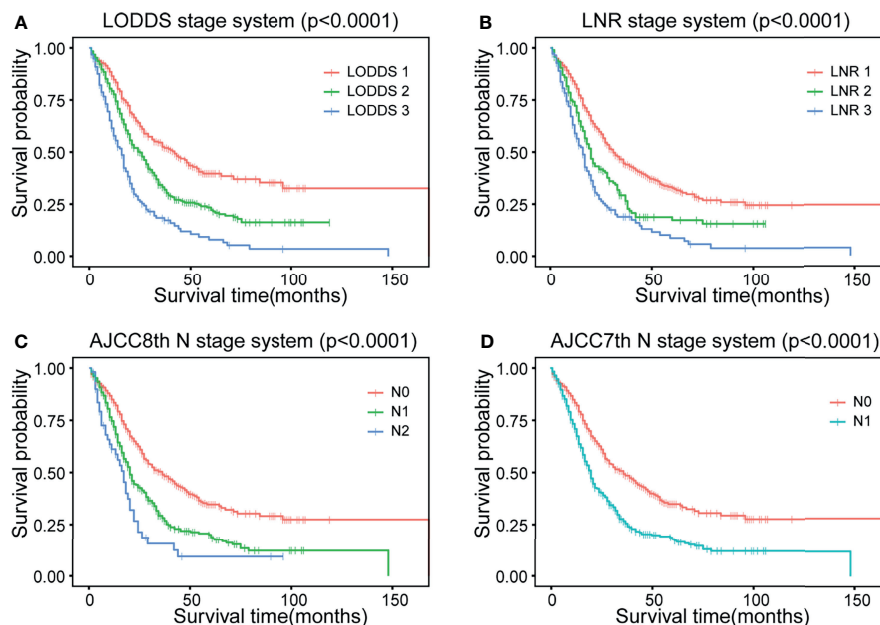 A
LODDS stage system (p<0.0001)
Survival probability
1.00
0.75
0.50
0.25
0.00
LODDS 1
LODDS 2
LODDS 3
0 50 100 150
Survival time(months)
B
LNR stage system (p<0.0001)
Survival probability
1.00
0.75
0.50
0.25
0.00
LNR 1
LNR 2
LNR 3
0 50 100 150
Survival time(months)
C
AJCC8th N stage system (p<0.0001)
Survival probability
1.00
0.75
0.50
0.25
0.00
N0
N1
N2
0 50 100 150
Survival time(months)
D
AJCC7th N stage system (p<0.0001)
Survival probability
1.00
0.75
0.50
0.25
0.00
N0
N1
0 50 100 150
Survival time(months)